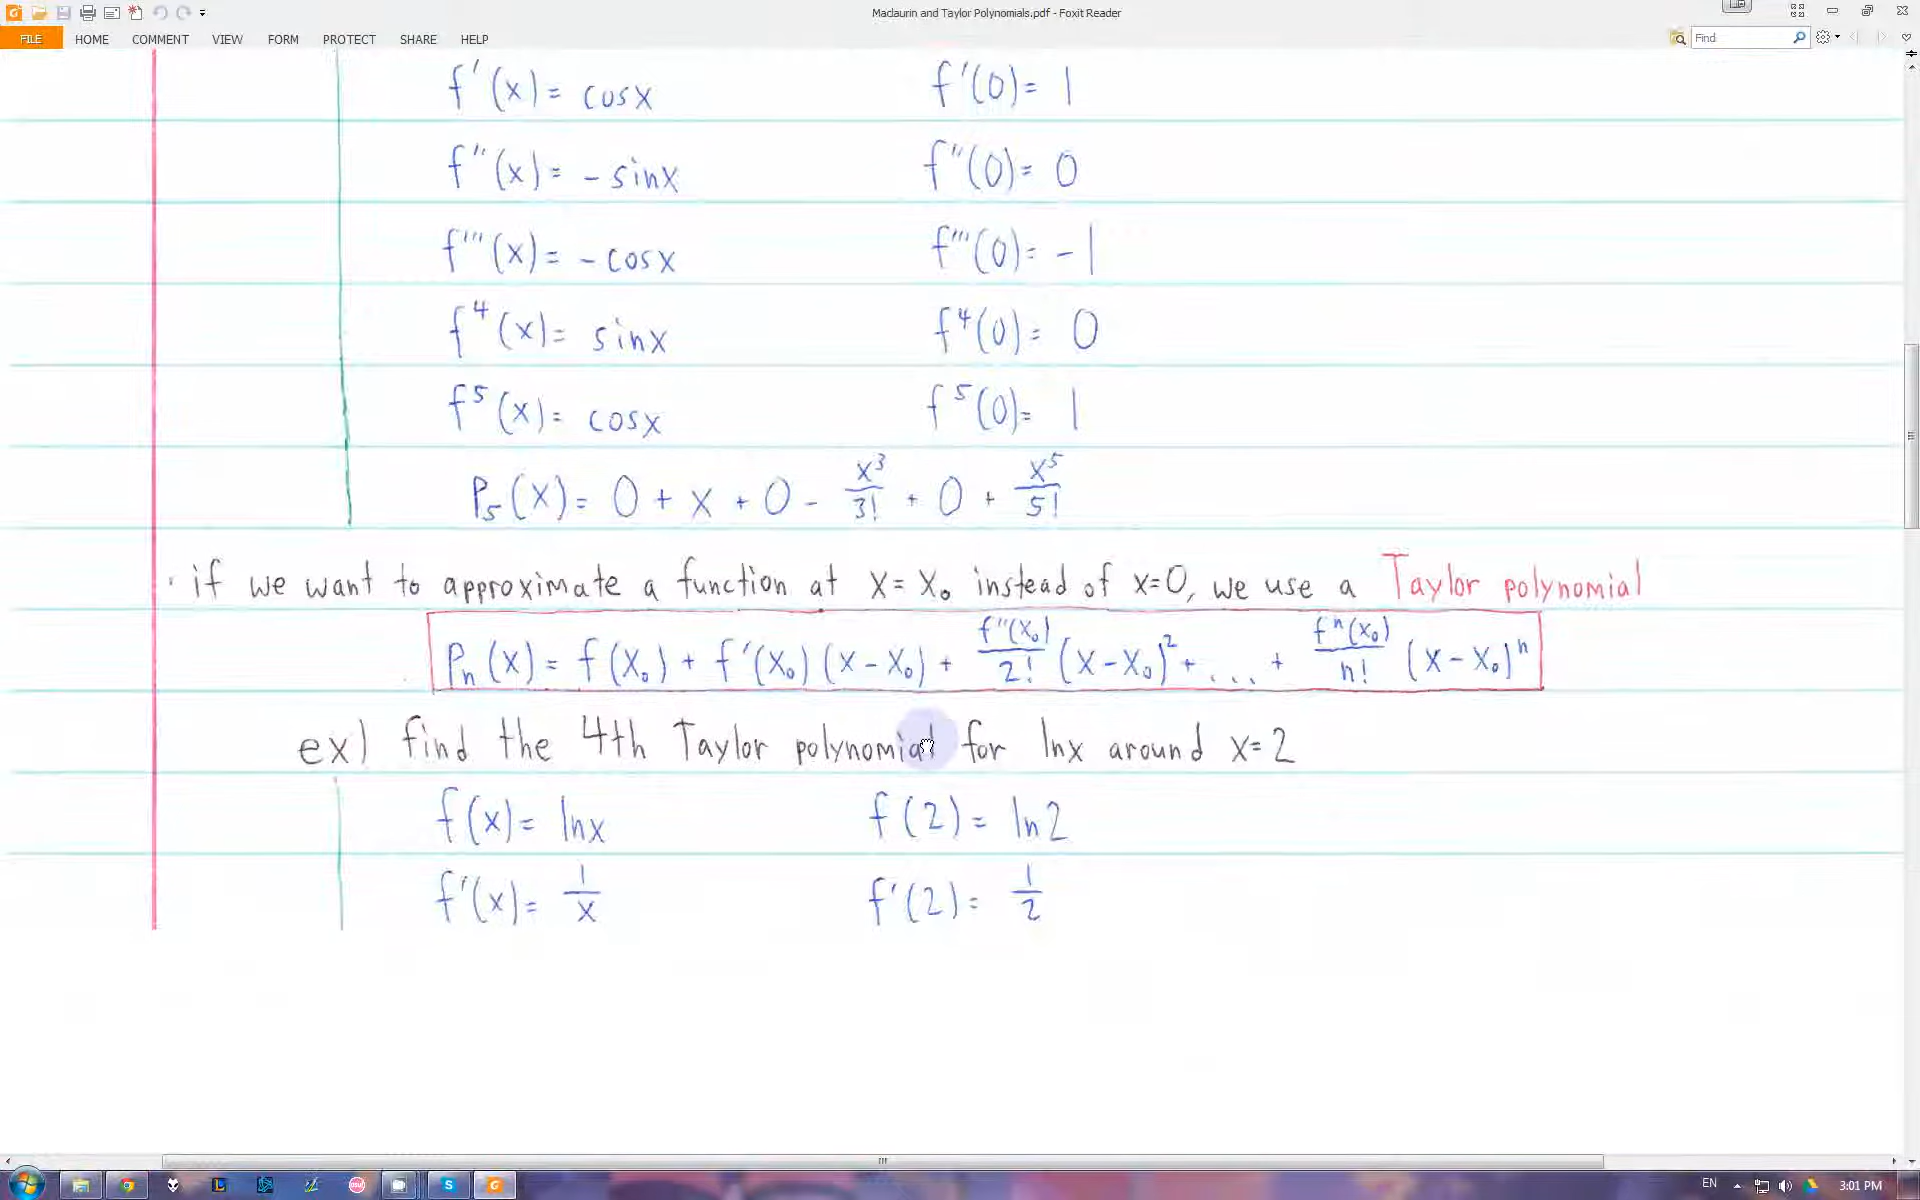 Maclaurin and Taylor Polynomials.pdf - Foxit Reader
FILE HOME COMMENT VIEW FORM PROTECT SHARE HELP Find
f'(x) = cosx f'(0) = 1
f''(x) = -sinx f''(0) = 0
f'''(x) = -cosx f'''(0) = -1
f⁴(x) = sinx f⁴(0) = 0
f⁵(x) = cosx f⁵(0) = 1
P₅(x) = 0 + x + 0 - x³/3! + 0 + x⁵/5!
· if we want to approximate a function at x = x₀ instead of x=0, we use a Taylor polynomial
Pₙ(x) = f(x₀) + f'(x₀)(x-x₀) + f''(x₀)/2! (x-x₀)² + ... + fⁿ(x₀)/n! (x-x₀)ⁿ
ex) find the 4th Taylor polynomial for lnx around x=2
f(x) = lnx f(2) = ln2
f'(x) = 1/x f'(2) = 1/2
EN 3:01 PM